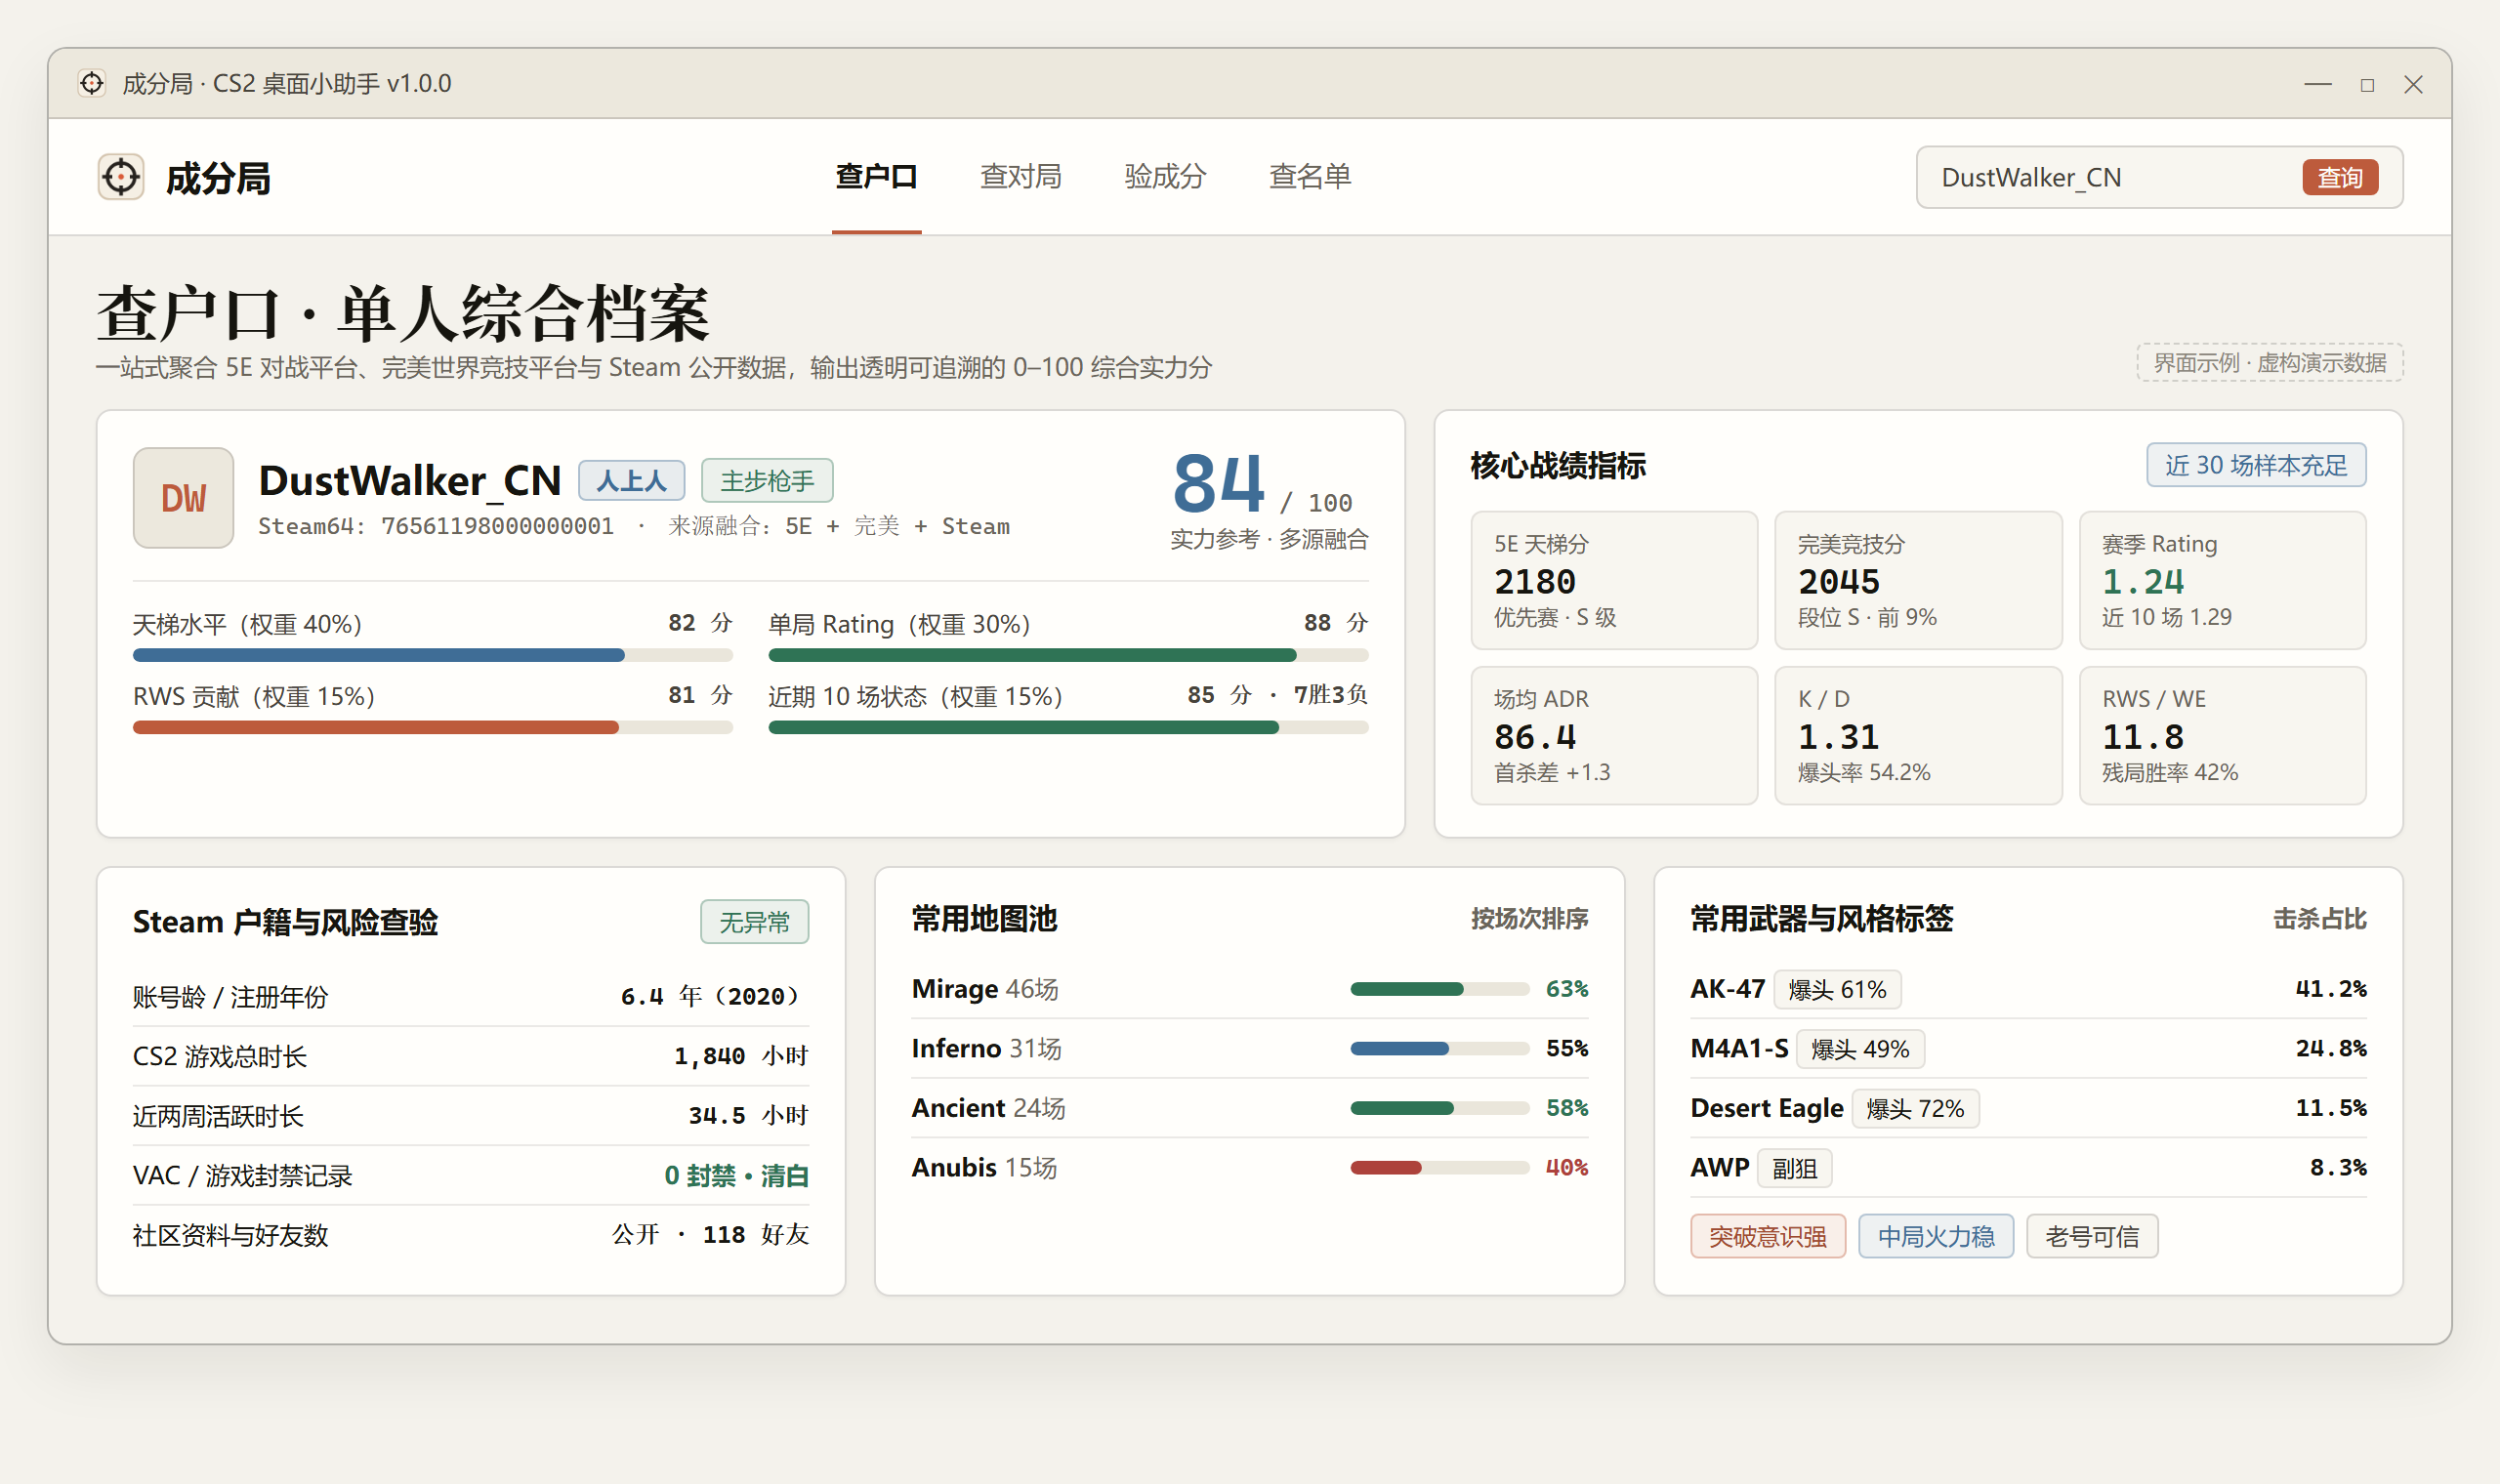 成分局 · CS2 桌面小助手 v1.0.0
成分局
查户口 查对局 验成分 查名单
DustWalker_CN 查询
查户口 · 单人综合档案
一站式聚合 5E 对战平台、完美世界竞技平台与 Steam 公开数据，输出透明可追溯的 0–100 综合实力分
界面示例 · 虚构演示数据
DW
DustWalker_CN 人上人 主步枪手
Steam64: 76561198000000001 · 来源融合: 5E + 完美 + Steam
84 / 100
实力参考 · 多源融合
天梯水平（权重 40%） 82 分
单局 Rating（权重 30%） 88 分
RWS 贡献（权重 15%） 81 分
近期 10 场状态（权重 15%） 85 分 · 7胜3负
核心战绩指标 近 30 场样本充足
5E 天梯分
2180
优先赛 · S 级
完美竞技分
2045
段位 S · 前 9%
赛季 Rating
1.24
近 10 场 1.29
场均 ADR
86.4
首杀差 +1.3
K / D
1.31
爆头率 54.2%
RWS / WE
11.8
残局胜率 42%
Steam 户籍与风险查验 无异常
账号龄 / 注册年份 6.4 年（2020）
CS2 游戏总时长 1,840 小时
近两周活跃时长 34.5 小时
VAC / 游戏封禁记录 0 封禁 · 清白
社区资料与好友数 公开 · 118 好友
常用地图池 按场次排序
Mirage 46场 63%
Inferno 31场 55%
Ancient 24场 58%
Anubis 15场 40%
常用武器与风格标签 击杀占比
AK-47 爆头 61% 41.2%
M4A1-S 爆头 49% 24.8%
Desert Eagle 爆头 72% 11.5%
AWP 副狙 8.3%
突破意识强 中局火力稳 老号可信